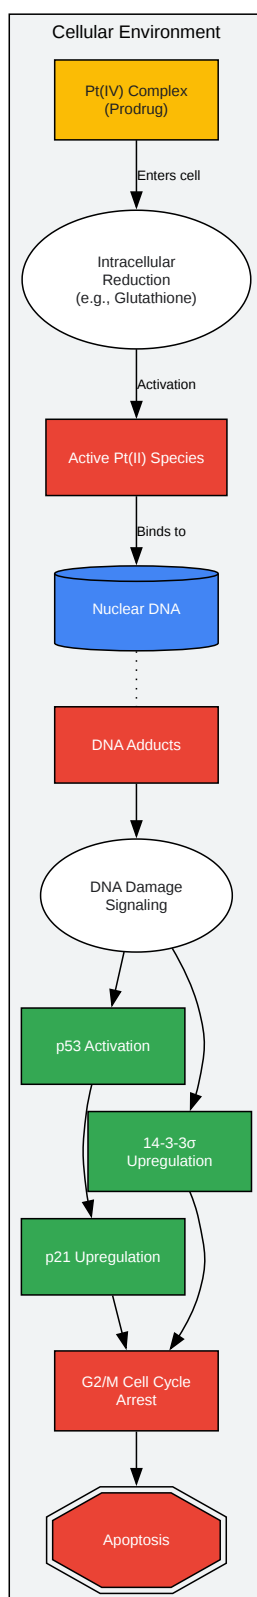 Cellular Environment
Pt(IV) Complex
(Prodrug)
Enters cell
Intracellular
Reduction
(e.g., Glutathione)
Activation
Active Pt(II) Species
Binds to
Nuclear DNA
DNA Adducts
DNA Damage
Signaling
p53 Activation
14-3-3σ
Upregulation
p21 Upregulation
G2/M Cell Cycle
Arrest
Apoptosis